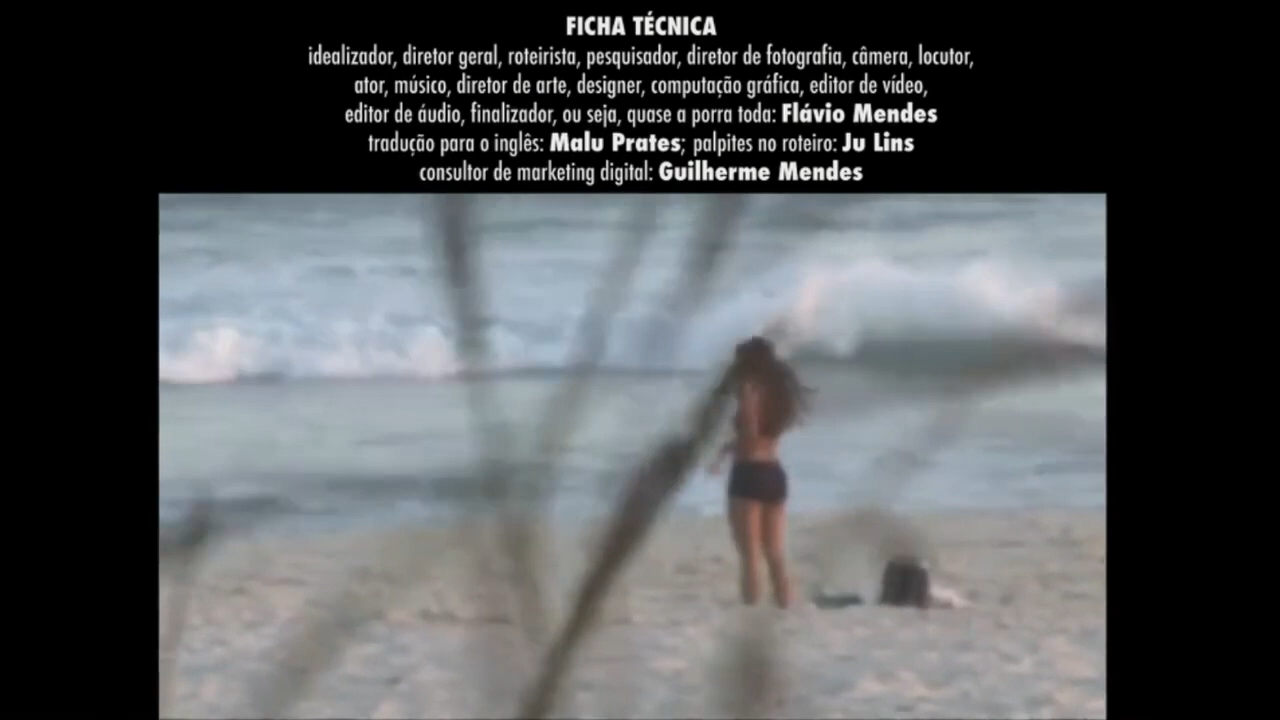 FICHA TÉCNICA
idealizador, diretor geral, roteirista, pesquisador, diretor de fotografia, câmera, locutor,
ator, músico, diretor de arte, designer, computação gráfica, editor de vídeo,
editor de áudio, finalizador, ou seja, quase a porra toda: Flávio Mendes
tradução para o inglês: Malu Prates; palpites no roteiro: Ju Lins
consultor de marketing digital: Guilherme Mendes